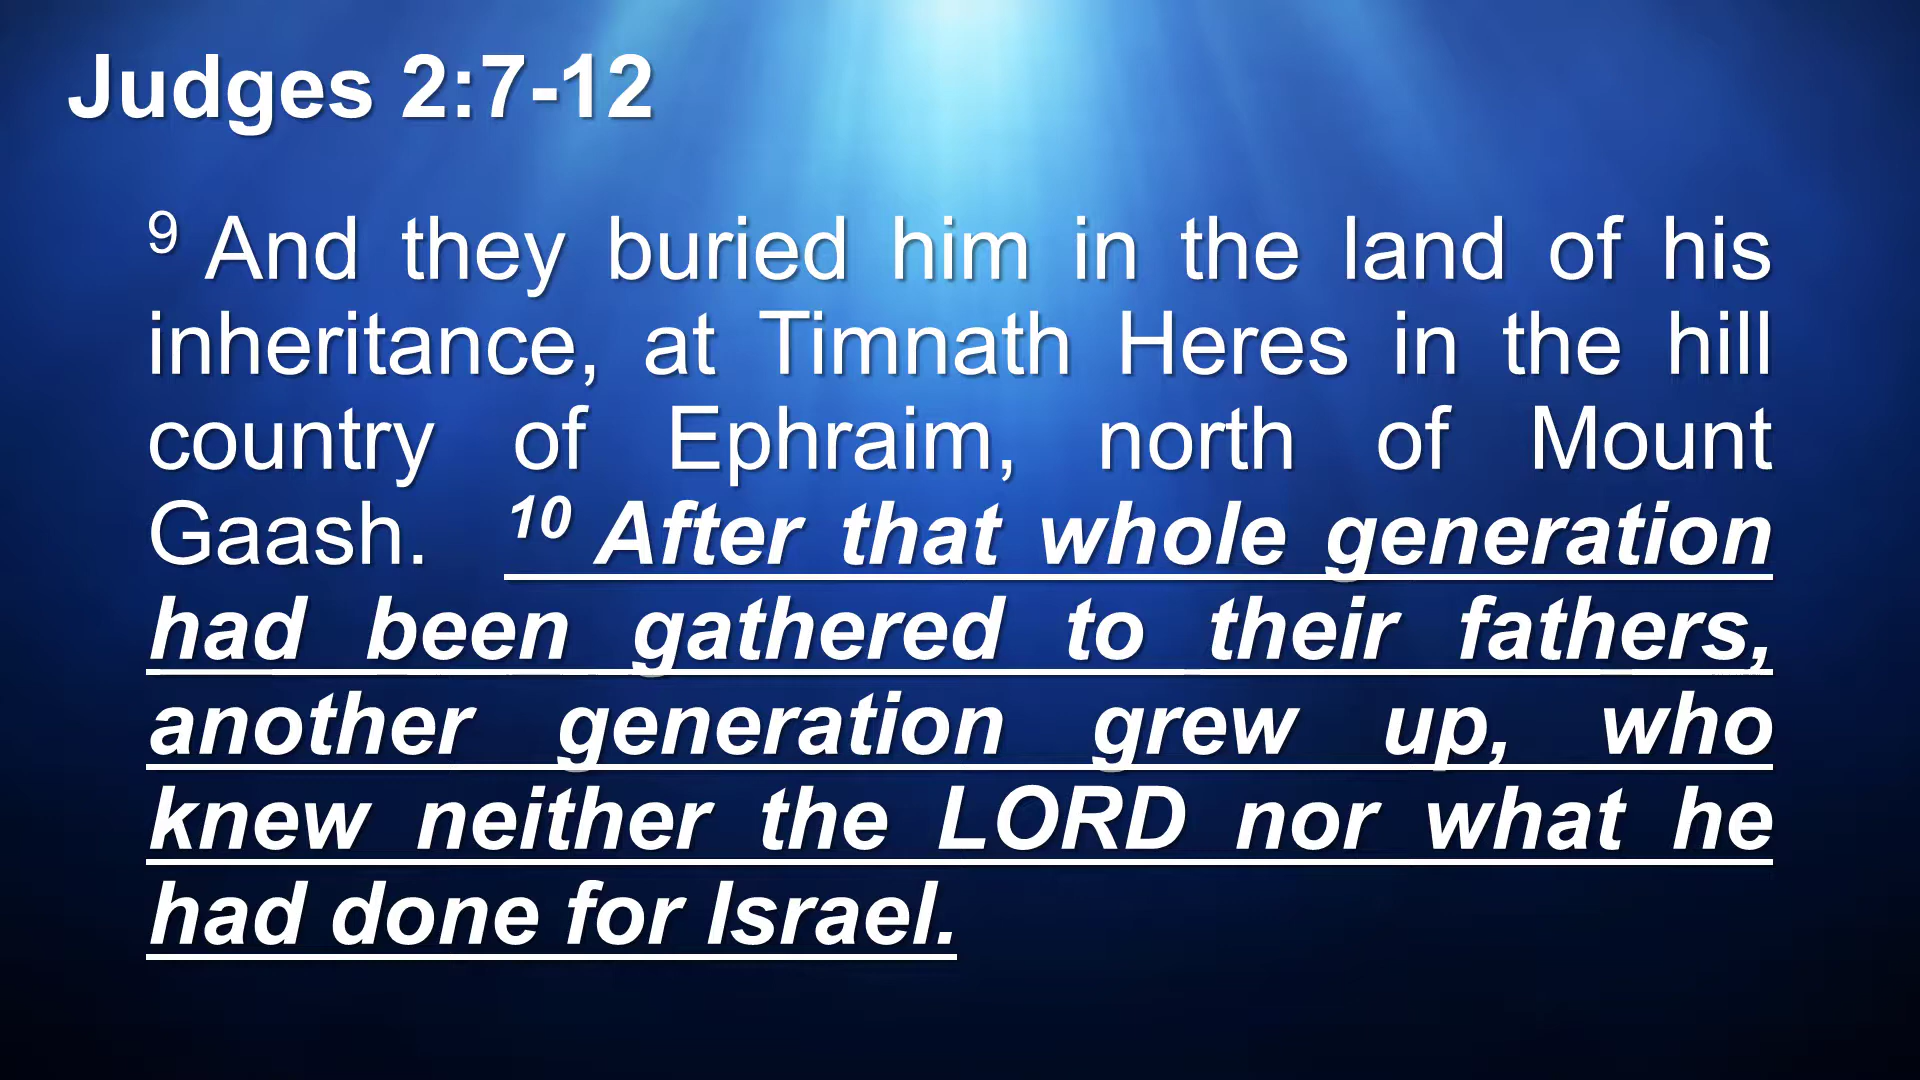 Judges 2:7-12
9 And they buried him in the land of his
inheritance, at Timnath Heres in the hill
country of Ephraim, north of Mount
Gaash. 10 After that whole generation
had been gathered to their fathers,
another generation grew up, who
knew neither the LORD nor what he
had done for Israel.